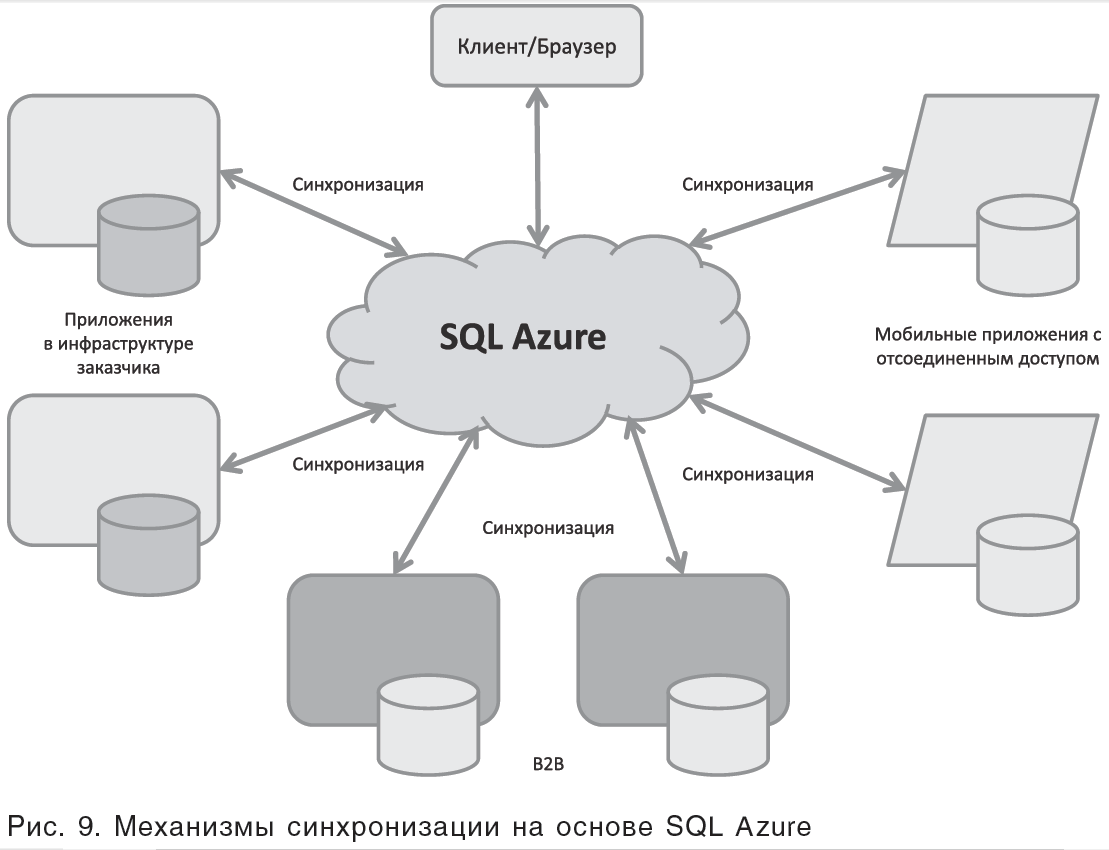 Клиент/Браузер
Синхронизация
Синхронизация
SQL Azure
Приложения
в инфраструктуре
заказчика
Мобильные приложения с
отсоединенным доступом
Синхронизация
Синхронизация
Синхронизация
B2B
Рис. 9. Механизмы синхронизации на основе SQL Azure